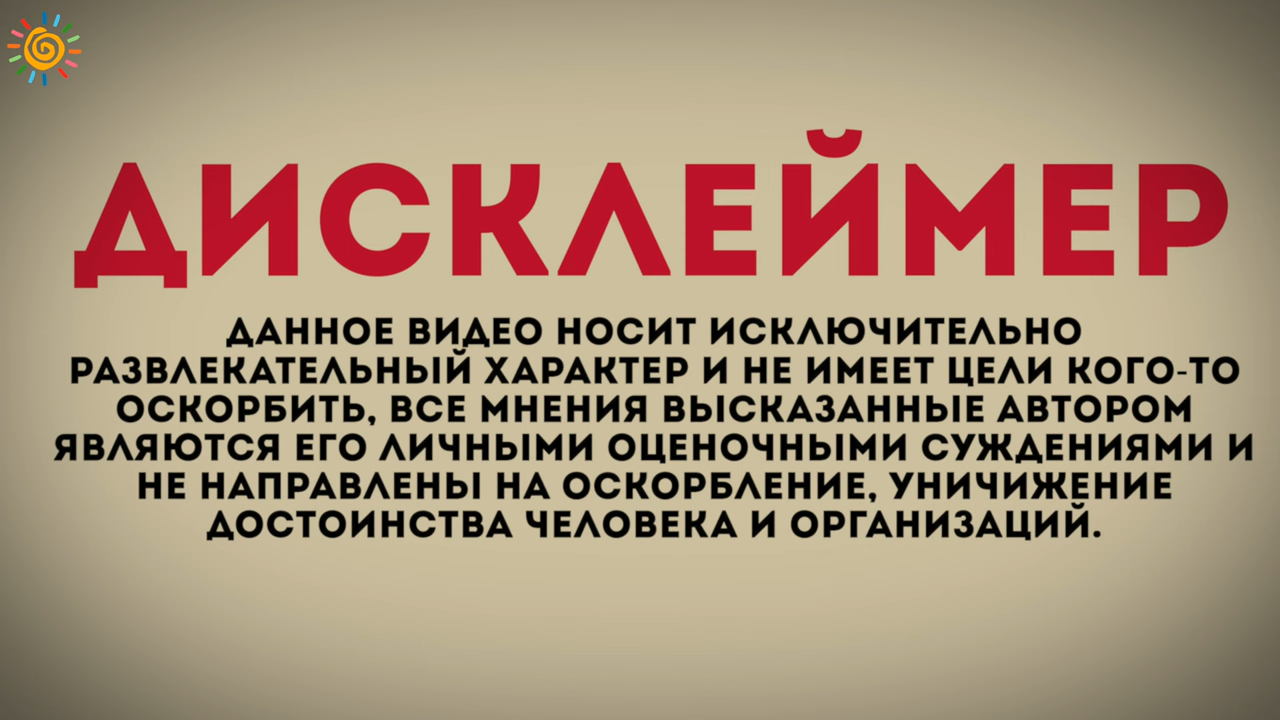 ДИСКЛЕЙМЕР
ДАННОЕ ВИДЕО НОСИТ ИСКЛЮЧИТЕЛЬНО
РАЗВЛЕКАТЕЛЬНЫЙ ХАРАКТЕР И НЕ ИМЕЕТ ЦЕЛИ КОГО-ТО
ОСКОРБИТЬ, ВСЕ МНЕНИЯ ВЫСКАЗАННЫЕ АВТОРОМ
ЯВЛЯЮТСЯ ЕГО ЛИЧНЫМИ ОЦЕНОЧНЫМИ СУЖДЕНИЯМИ И
НЕ НАПРАВЛЕНЫ НА ОСКОРБЛЕНИЕ, УНИЧИЖЕНИЕ
ДОСТОИНСТВА ЧЕЛОВЕКА И ОРГАНИЗАЦИЙ.